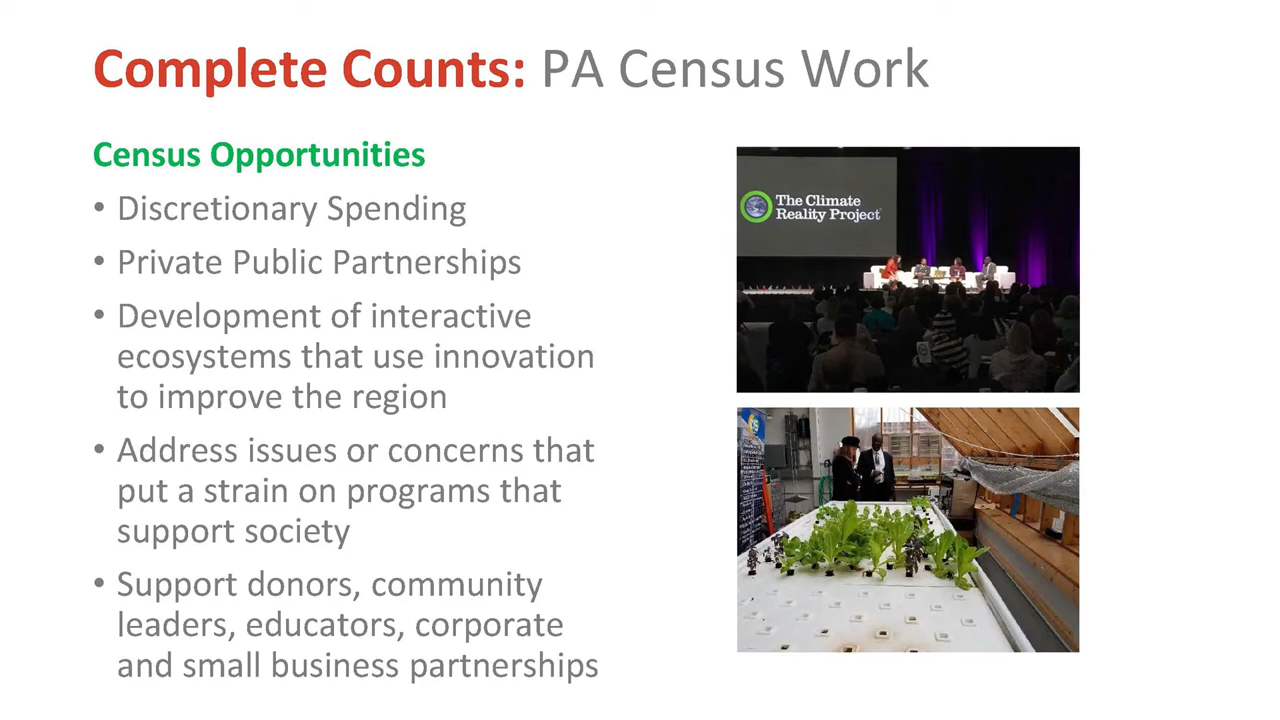 Complete Counts: PA Census Work
Census Opportunities
• Discretionary Spending
• Private Public Partnerships
• Development of interactive
ecosystems that use innovation
to improve the region
• Address issues or concerns that
put a strain on programs that
support society
• Support donors, community
leaders, educators, corporate
and small business partnerships
The Climate
Reality Project